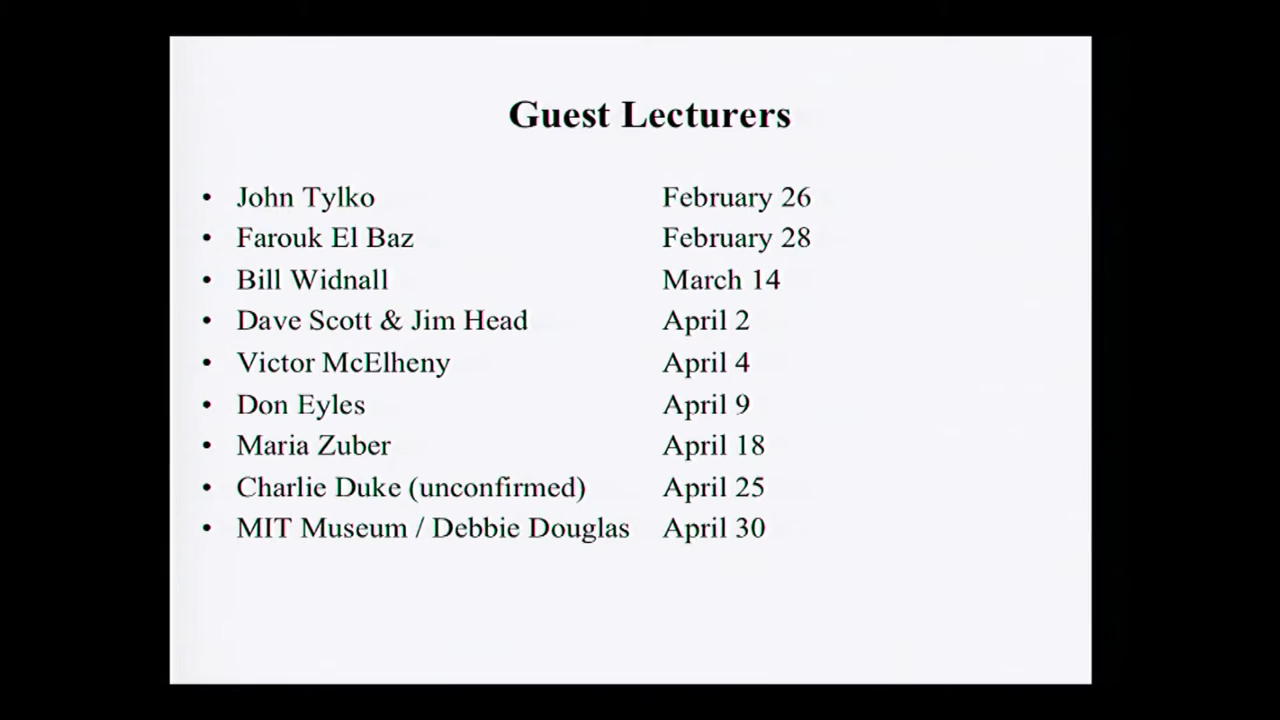 Guest Lecturers
• John Tylko February 26
• Farouk El Baz February 28
• Bill Widnall March 14
• Dave Scott & Jim Head April 2
• Victor McElheny April 4
• Don Eyles April 9
• Maria Zuber April 18
• Charlie Duke (unconfirmed) April 25
• MIT Museum / Debbie Douglas April 30